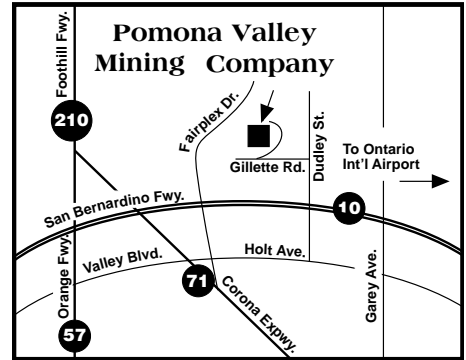 Pomona Valley
Mining Company
Foothill Fwy.
210
Fairplex Dr.
Dudley St.
Gillette Rd.
To Ontario
Int'l Airport
San Bernardino Fwy.
10
Orange Fwy.
Valley Blvd.
Holt Ave.
71
Corona Expwy.
Garey Ave.
57